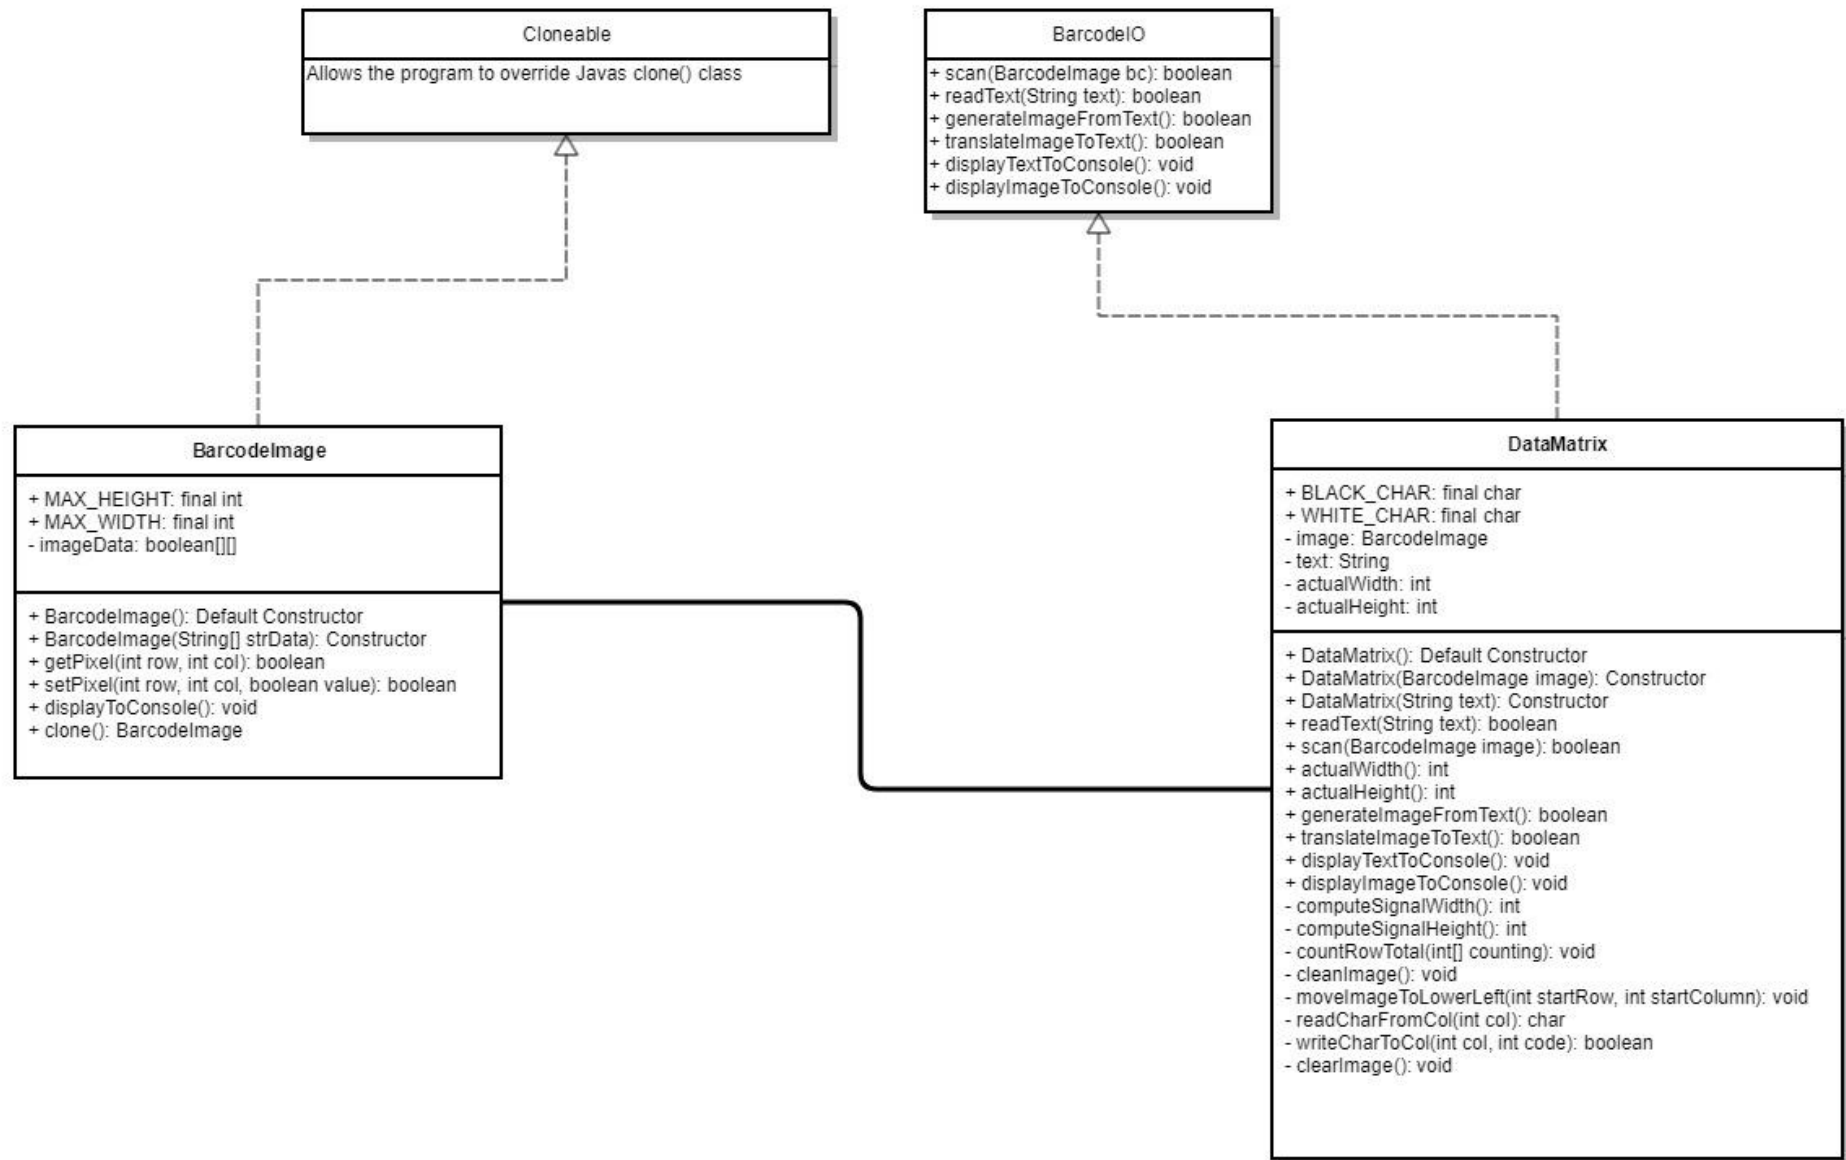 Cloneable
Allows the program to override Javas clone() class
BarcodeIO
+ scan(BarcodeImage bc): boolean
+ readText(String text): boolean
+ generateImageFromText(): boolean
+ translateImageToText(): boolean
+ displayTextToConsole(): void
+ displayImageToConsole(): void
BarcodeImage
+ MAX_HEIGHT: final int
+ MAX_WIDTH: final int
- imageData: boolean[][]
+ BarcodeImage(): Default Constructor
+ BarcodeImage(String[] strData): Constructor
+ getPixel(int row, int col): boolean
+ setPixel(int row, int col, boolean value): boolean
+ displayToConsole(): void
+ clone(): BarcodeImage
DataMatrix
+ BLACK_CHAR: final char
+ WHITE_CHAR: final char
- image: BarcodeImage
- text: String
- actualWidth: int
- actualHeight: int
+ DataMatrix(): Default Constructor
+ DataMatrix(BarcodeImage image): Constructor
+ DataMatrix(String text): Constructor
+ readText(String text): boolean
+ scan(BarcodeImage image): boolean
+ actualWidth(): int
+ actualHeight(): int
+ generateImageFromText(): boolean
+ translateImageToText(): boolean
+ displayTextToConsole(): void
+ displayImageToConsole(): void
- computeSignalWidth(): int
- computeSignalHeight(): int
- countRowTotal(int[] counting): void
- cleanImage(): void
- moveImageToLowerLeft(int startRow, int startColumn): void
- readCharFromCol(int col): char
- writeCharToCol(int col, int code): boolean
- clearImage(): void